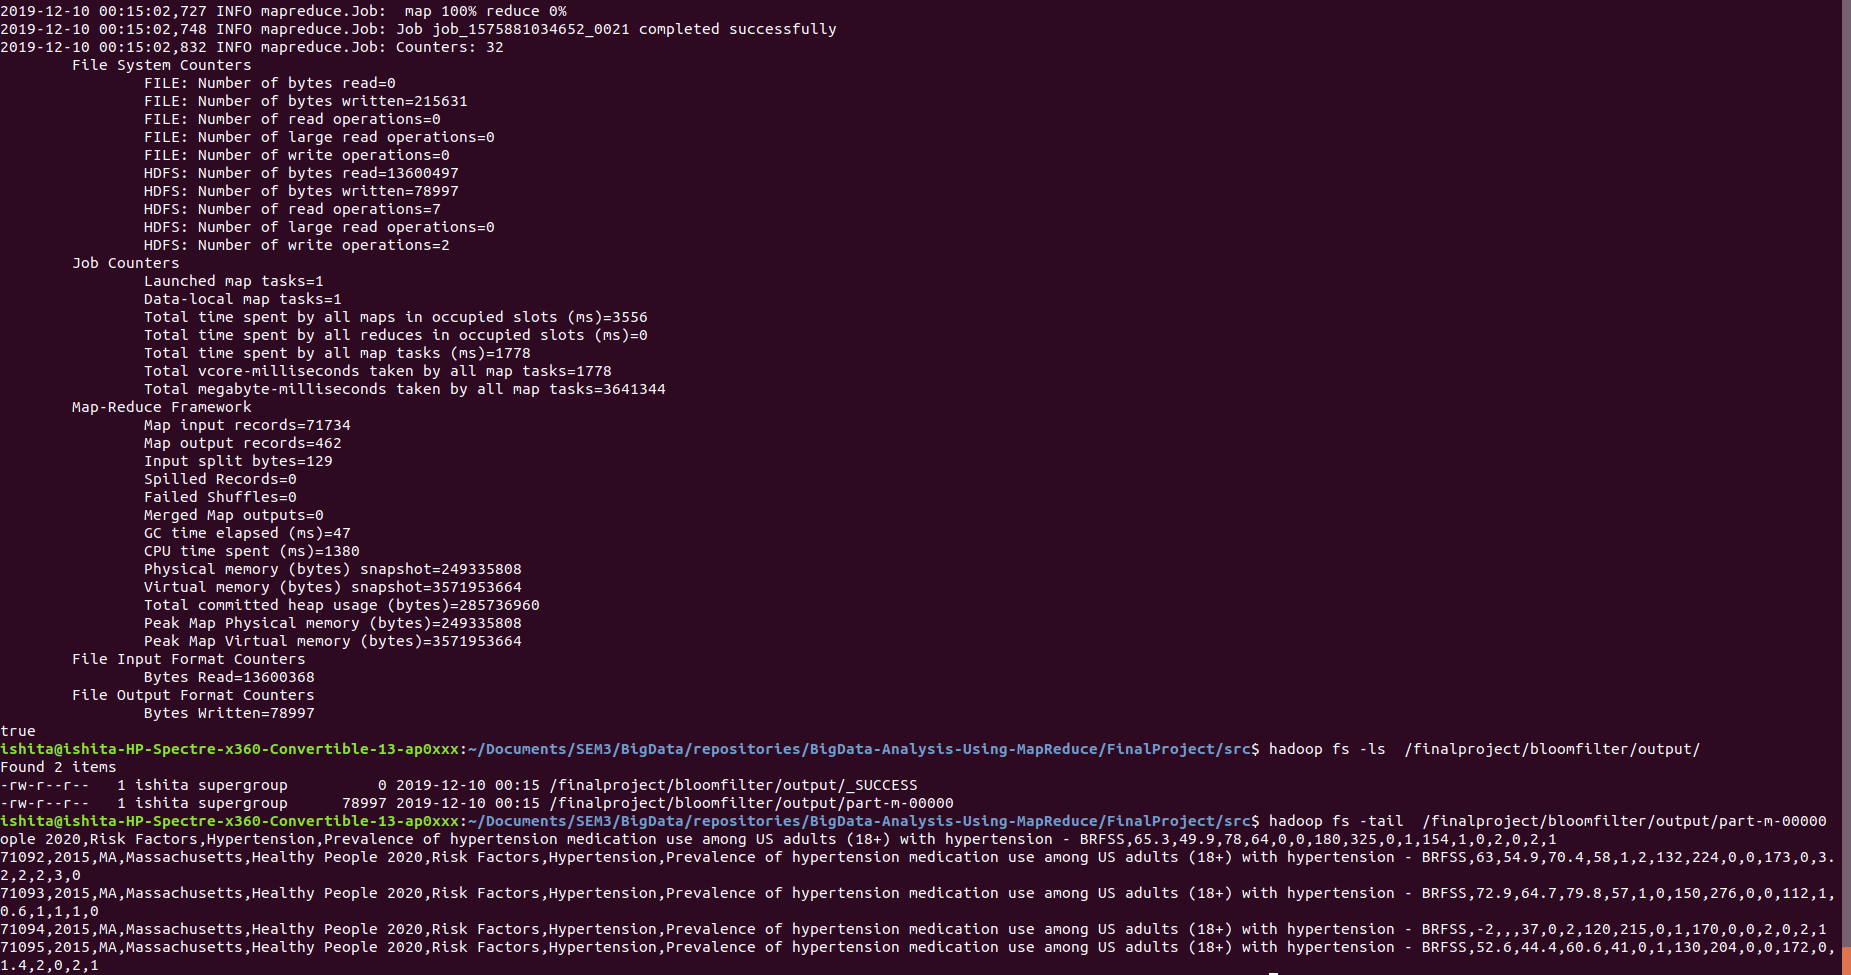 2019-12-10 00:15:02,727 INFO mapreduce.Job:  map 100% reduce 0%
2019-12-10 00:15:02,748 INFO mapreduce.Job: Job job_1575881034652_0021 completed successfully
2019-12-10 00:15:02,832 INFO mapreduce.Job: Counters: 32
        File System Counters
                FILE: Number of bytes read=0
                FILE: Number of bytes written=215631
                FILE: Number of read operations=0
                FILE: Number of large read operations=0
                FILE: Number of write operations=0
                HDFS: Number of bytes read=13600497
                HDFS: Number of bytes written=78997
                HDFS: Number of read operations=7
                HDFS: Number of large read operations=0
                HDFS: Number of write operations=2
        Job Counters
                Launched map tasks=1
                Data-local map tasks=1
                Total time spent by all maps in occupied slots (ms)=3556
                Total time spent by all reduces in occupied slots (ms)=0
                Total time spent by all map tasks (ms)=1778
                Total vcore-milliseconds taken by all map tasks=1778
                Total megabyte-milliseconds taken by all map tasks=3641344
        Map-Reduce Framework
                Map input records=71734
                Map output records=462
                Input split bytes=129
                Spilled Records=0
                Failed Shuffles=0
                Merged Map outputs=0
                GC time elapsed (ms)=47
                CPU time spent (ms)=1380
                Physical memory (bytes) snapshot=249335808
                Virtual memory (bytes) snapshot=3571953664
                Total committed heap usage (bytes)=285736960
                Peak Map Physical memory (bytes)=249335808
                Peak Map Virtual memory (bytes)=3571953664
        File Input Format Counters
                Bytes Read=13600368
        File Output Format Counters
                Bytes Written=78997
true
ishita@ishita-HP-Spectre-x360-Convertible-13-ap0xxx:~/Documents/SEM3/BigData/repositories/BigData-Analysis-Using-MapReduce/FinalProject/src$ hadoop fs -ls  /finalproject/bloomfilter/output/
Found 2 items
-rw-r--r--   1 ishita supergroup          0 2019-12-10 00:15 /finalproject/bloomfilter/output/_SUCCESS
-rw-r--r--   1 ishita supergroup      78997 2019-12-10 00:15 /finalproject/bloomfilter/output/part-m-00000
ishita@ishita-HP-Spectre-x360-Convertible-13-ap0xxx:~/Documents/SEM3/BigData/repositories/BigData-Analysis-Using-MapReduce/FinalProject/src$ hadoop fs -tail  /finalproject/bloomfilter/output/part-m-00000
ople 2020,Risk Factors,Hypertension,Prevalence of hypertension medication use among US adults (18+) with hypertension - BRFSS,65.3,49.9,78,64,0,0,180,325,0,1,154,1,0,2,0,2,1
71092,2015,MA,Massachusetts,Healthy People 2020,Risk Factors,Hypertension,Prevalence of hypertension medication use among US adults (18+) with hypertension - BRFSS,63,54.9,70.4,58,1,2,132,224,0,0,173,0,3.
2,2,2,3,0
71093,2015,MA,Massachusetts,Healthy People 2020,Risk Factors,Hypertension,Prevalence of hypertension medication use among US adults (18+) with hypertension - BRFSS,72.9,64.7,79.8,57,1,0,150,276,0,0,112,1,
0.6,1,1,1,0
71094,2015,MA,Massachusetts,Healthy People 2020,Risk Factors,Hypertension,Prevalence of hypertension medication use among US adults (18+) with hypertension - BRFSS,-2,,,37,0,2,120,215,0,1,170,0,0,2,0,2,1
71095,2015,MA,Massachusetts,Healthy People 2020,Risk Factors,Hypertension,Prevalence of hypertension medication use among US adults (18+) with hypertension - BRFSS,52.6,44.4,60.6,41,0,1,130,204,0,0,172,0,
1.4,2,0,2,1